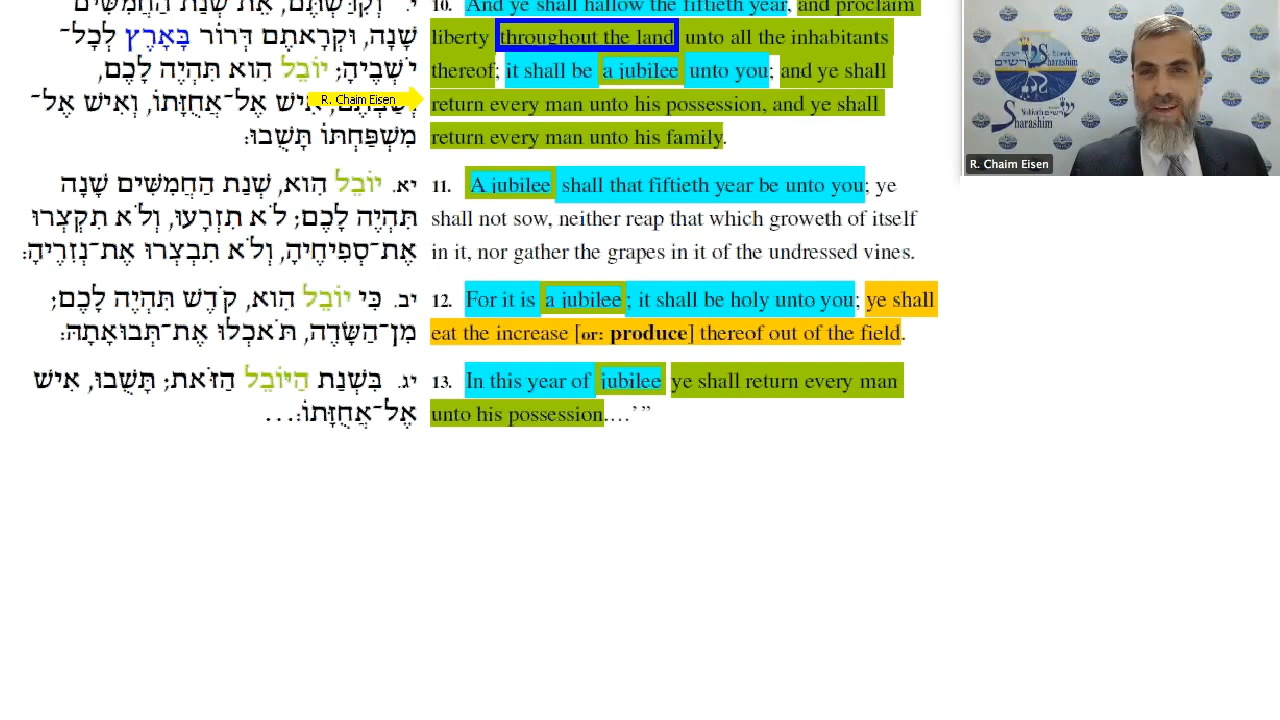 י. וְקִדַּשְׁתֶּם, אֵת שְׁנַת הַחֲמִשִּׁים
שָׁנָה, וּקְרָאתֶם דְּרוֹר בָּאָרֶץ לְכָל־
יֹשְׁבֶיהָ; יוֹבֵל הִוא תִּהְיֶה לָכֶם,
אִישׁ אֶל־אֲחֻזָּתוֹ, וְאִישׁ אֶל־
מִשְׁפַּחְתּוֹ תָּשֻׁבוּ:
10. And ye shall hallow the fiftieth year, and proclaim
liberty throughout the land unto all the inhabitants
thereof; it shall be a jubilee unto you; and ye shall
return every man unto his possession, and ye shall
return every man unto his family.
R. Chaim Eisen
יא. יוֹבֵל הִוא, שְׁנַת הַחֲמִשִּׁים שָׁנָה
תִּהְיֶה לָכֶם; לֹא תִזְרָעוּ, וְלֹא תִקְצְרוּ
אֶת־סְפִיחֶיהָ, וְלֹא תִבְצְרוּ אֶת־נְזִרֶיהָ:
11. A jubilee shall that fiftieth year be unto you; ye
shall not sow, neither reap that which groweth of itself
in it, nor gather the grapes in it of the undressed vines.
יב. כִּי יוֹבֵל הִוא, קֹדֶשׁ תִּהְיֶה לָכֶם;
מִן־הַשָּׂדֶה, תֹּאכְלוּ אֶת־תְּבוּאָתָהּ:
12. For it is a jubilee; it shall be holy unto you; ye shall
eat the increase [or: produce] thereof out of the field.
יג. בִּשְׁנַת הַיּוֹבֵל הַזֹּאת; תָּשֻׁבוּ, אִישׁ
אֶל־אֲחֻזָּתוֹ:...
13. In this year of jubilee ye shall return every man
unto his possession....’ ”
Sharashim
R. Chaim Eisen